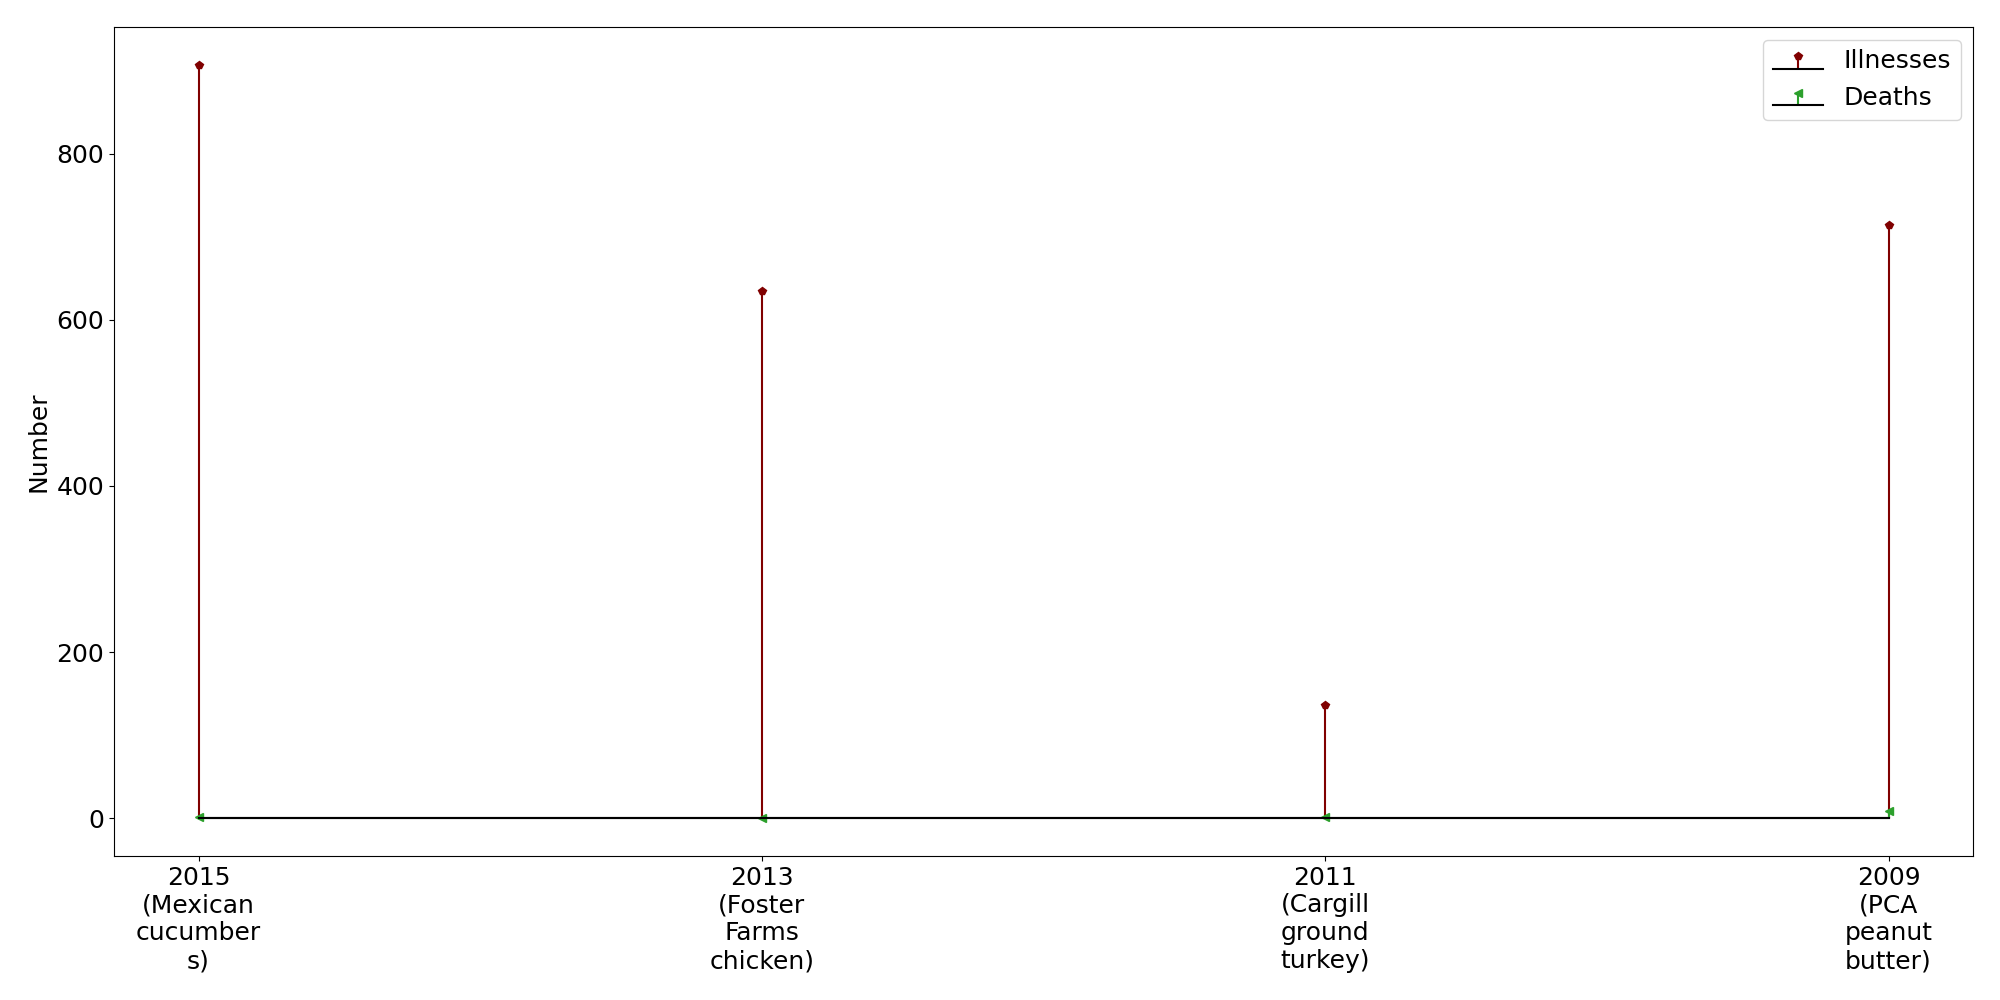 Illnesses
Deaths
800
600
400
200
0
Number
2015
(Mexican
cucumber
s)
2013
(Foster
Farms
chicken)
2011
(Cargill
ground
turkey)
2009
(PCA
peanut
butter)